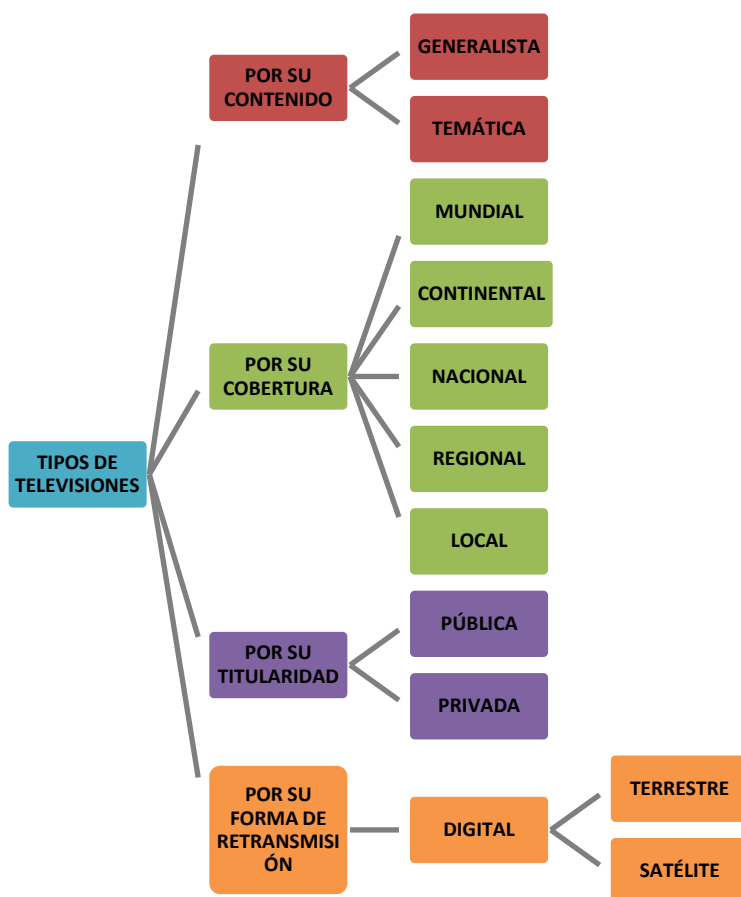 TIPOS DE
TELEVISIONES
POR SU
CONTENIDO
GENERALISTA
TEMÁTICA
POR SU
COBERTURA
MUNDIAL
CONTINENTAL
NACIONAL
REGIONAL
LOCAL
POR SU
TITULARIDAD
PÚBLICA
PRIVADA
POR SU
FORMA DE
RETRANSMISI
ÓN
DIGITAL
TERRESTRE
SATÉLITE